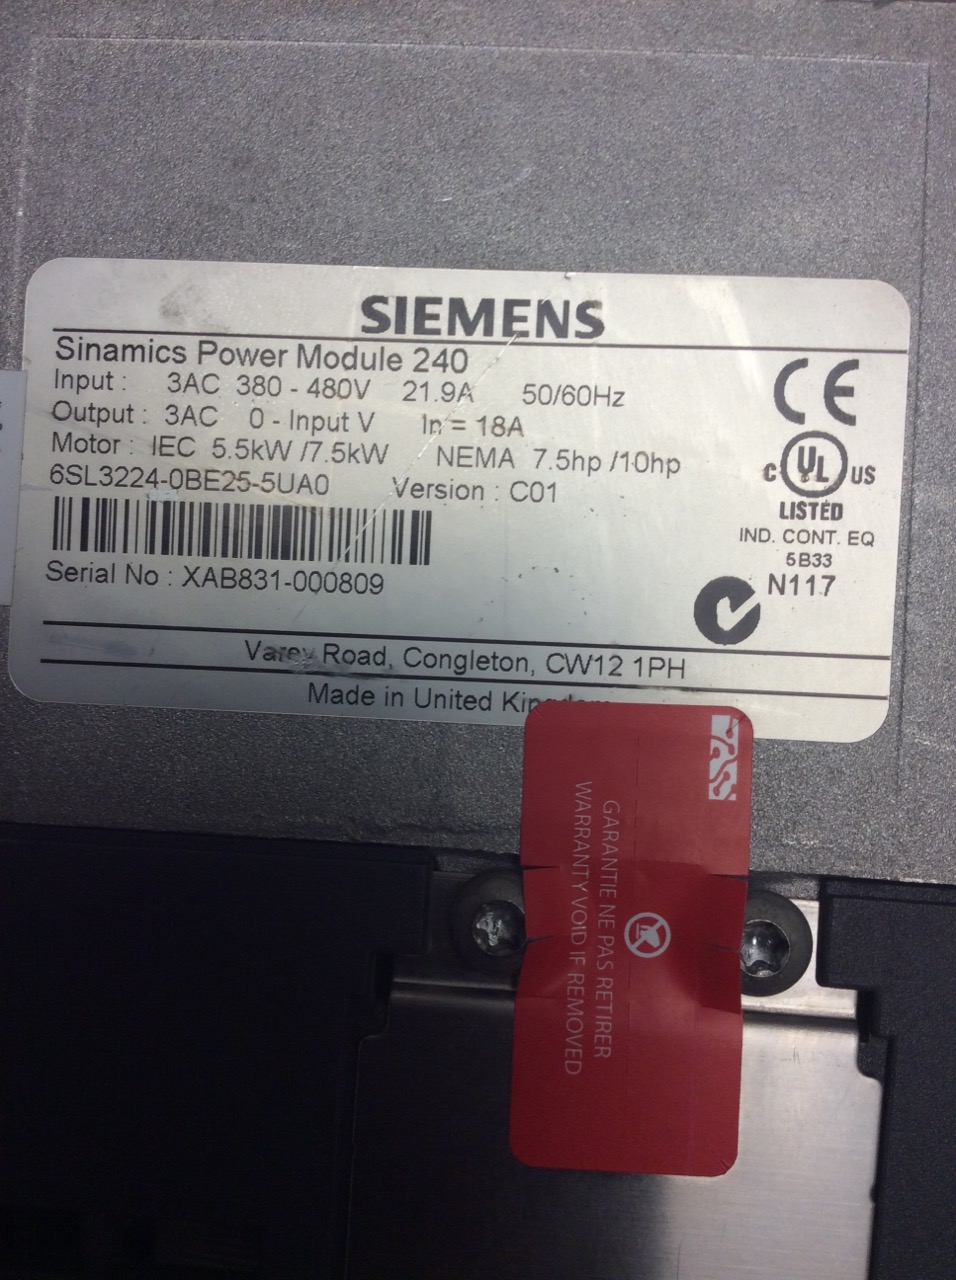 SIEMENS
Sinamics Power Module 240
Input : 3AC 380 - 480V 21.9A 50/60Hz
Output : 3AC 0 - Input V In = 18A
Motor : IEC 5.5kW /7.5kW NEMA 7.5hp /10hp
6SL3224-0BE25-5UA0 Version : C01
Serial No : XAB831-000809
CE
C UL US
LISTED
IND. CONT. EQ
5B33
N117
Varey Road, Congleton, CW12 1PH
Made in United Kingdom
GARANTIE NE PAS RETIRER
WARRANTY VOID IF REMOVED